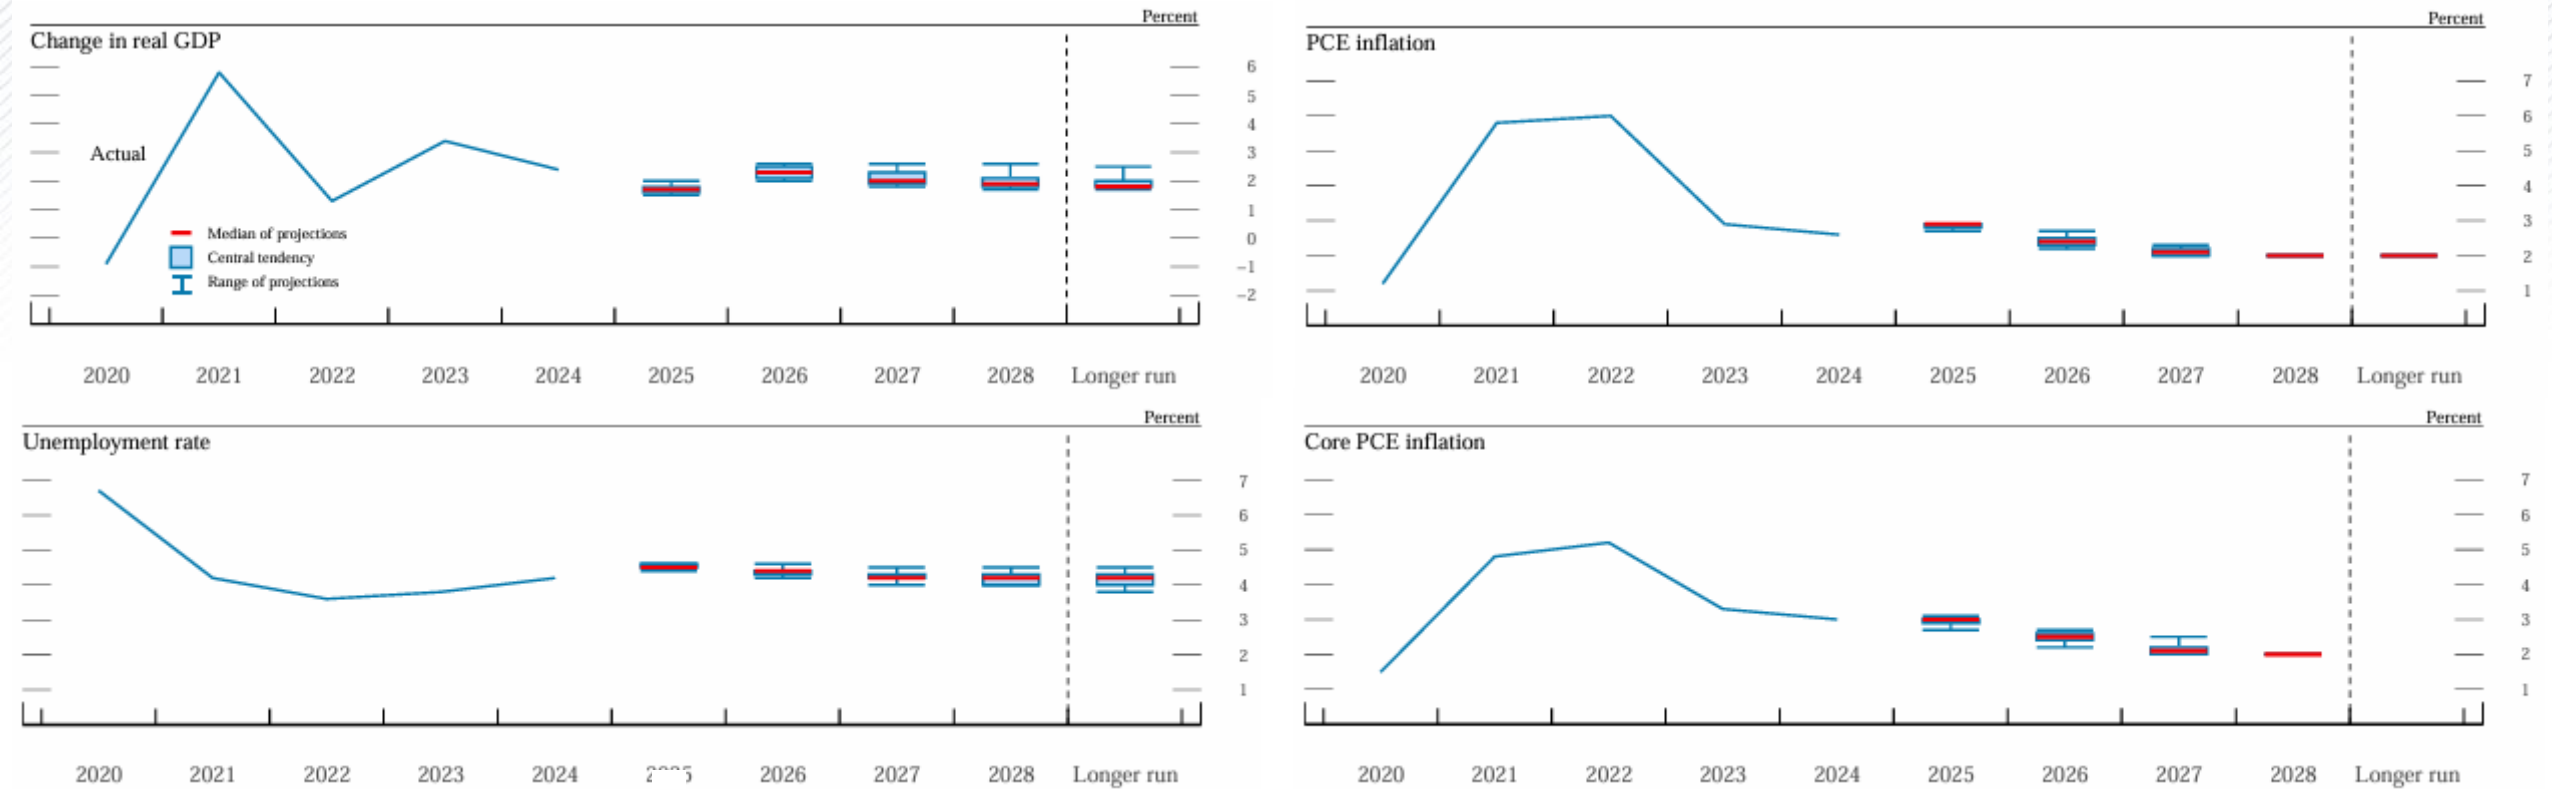 Percent
Change in real GDP
6
5
4
Actual
3
2
1
Median of projections
0
Central tendency
−1
Range of projections
−2
2020 2021 2022 2023 2024 2025 2026 2027 2028 Longer run
Percent
PCE inflation
7
6
5
4
3
2
1
2020 2021 2022 2023 2024 2025 2026 2027 2028 Longer run
Percent
Unemployment rate
7
6
5
4
3
2
1
2020 2021 2022 2023 2024 2026 2027 2028 Longer run
Percent
Core PCE inflation
7
6
5
4
3
2
1
2020 2021 2022 2023 2024 2025 2026 2027 2028 Longer run